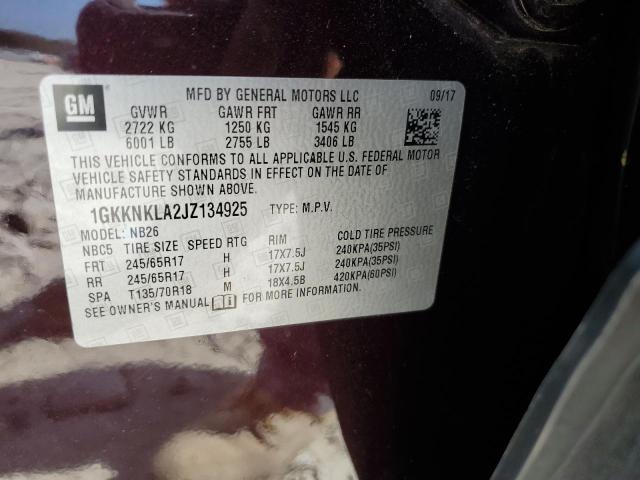 GM
MFD BY GENERAL MOTORS LLC 09/17
GVWR GAWR FRT GAWR RR
2722 KG 1250 KG 1545 KG
6001 LB 2755 LB 3406 LB
THIS VEHICLE CONFORMS TO ALL APPLICABLE U.S. FEDERAL MOTOR
VEHICLE SAFETY STANDARDS IN EFFECT ON THE DATE OF
MANUFACTURE SHOWN ABOVE.
1GKKNKLA2JZ134925 TYPE: M.P.V.
MODEL: NB26
NBC5 TIRE SIZE SPEED RTG RIM COLD TIRE PRESSURE
FRT 245/65R17 H 17X7.5J 240KPA(35PSI)
RR 245/65R17 H 17X7.5J 240KPA(35PSI)
SPA T135/70R18 M 18X4.5B 420KPA(60PSI)
SEE OWNER'S MANUAL FOR MORE INFORMATION.